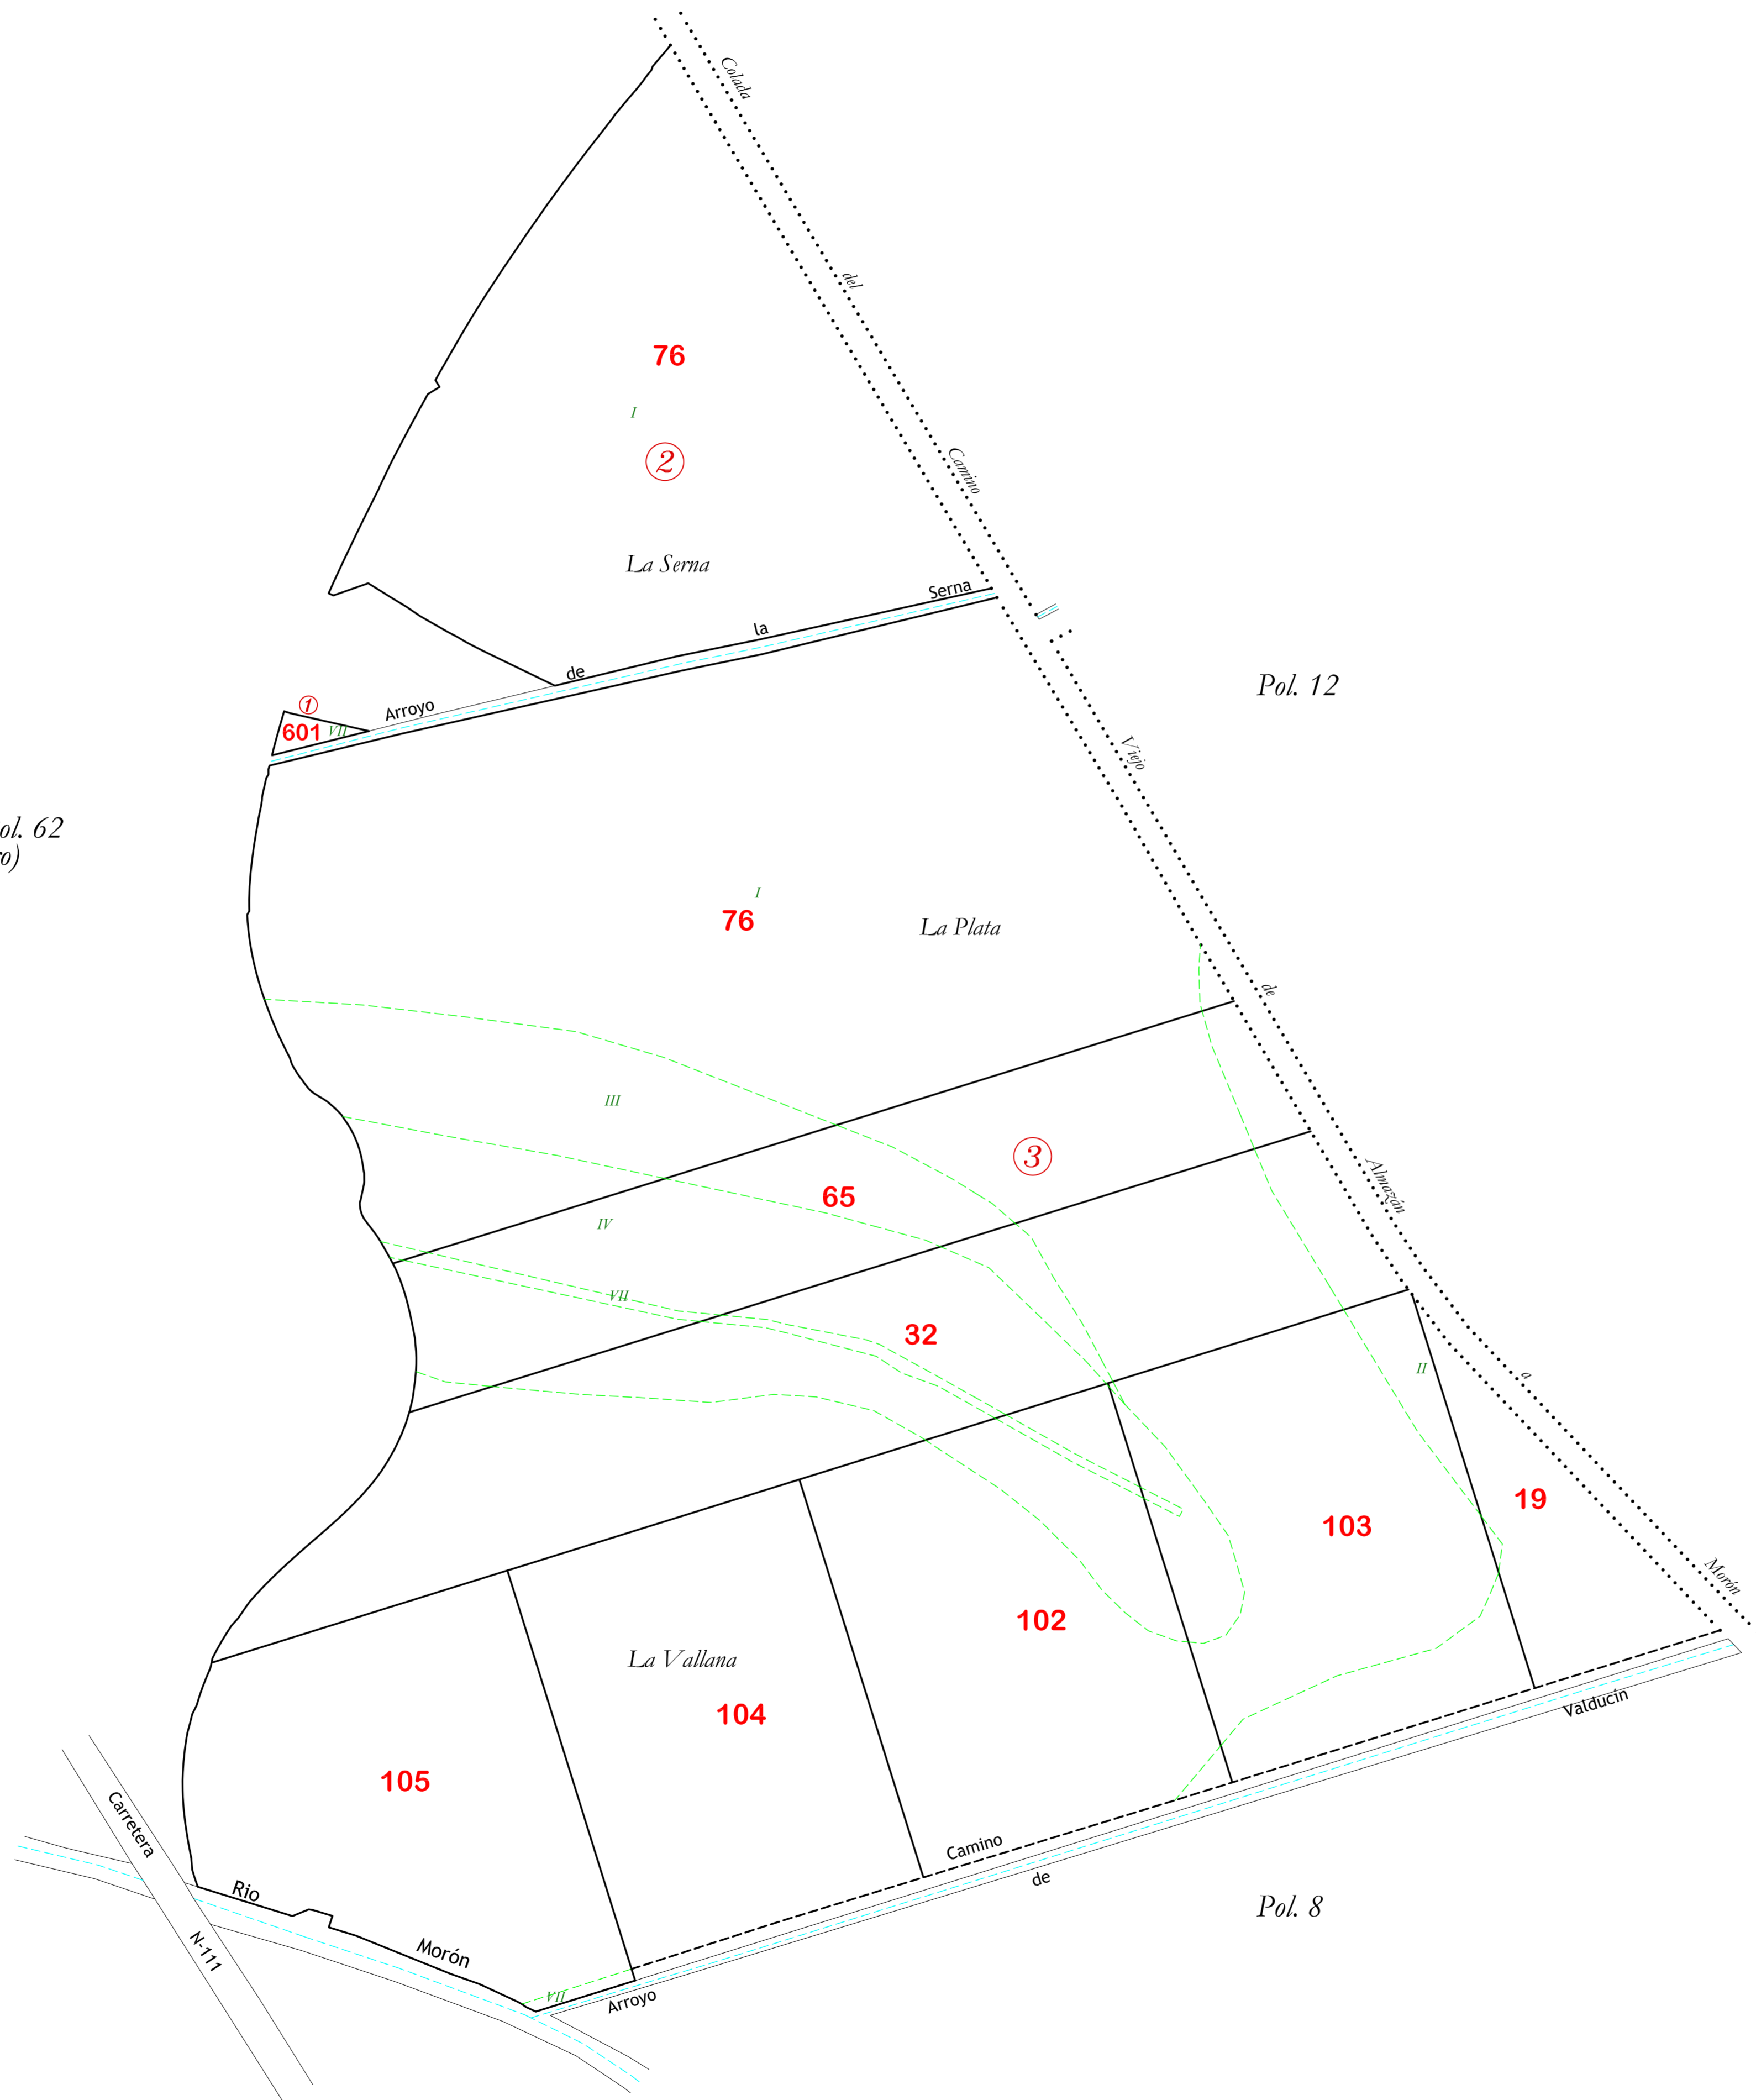 Colada
del
76
I
Camino
2
La Serna
Serna
la
de
Pol. 12
1
Arroyo
601 VII
Viejo
ol. 62
o)
I
76
La Plata
de
III
3
Almazán
65
IV
VII
32
II
a
19
103
Morón
102
La Vallana
Valducín
104
105
Carretera
Camino
de
Rio
Pol. 8
N-111
Morón
VII
Arroyo